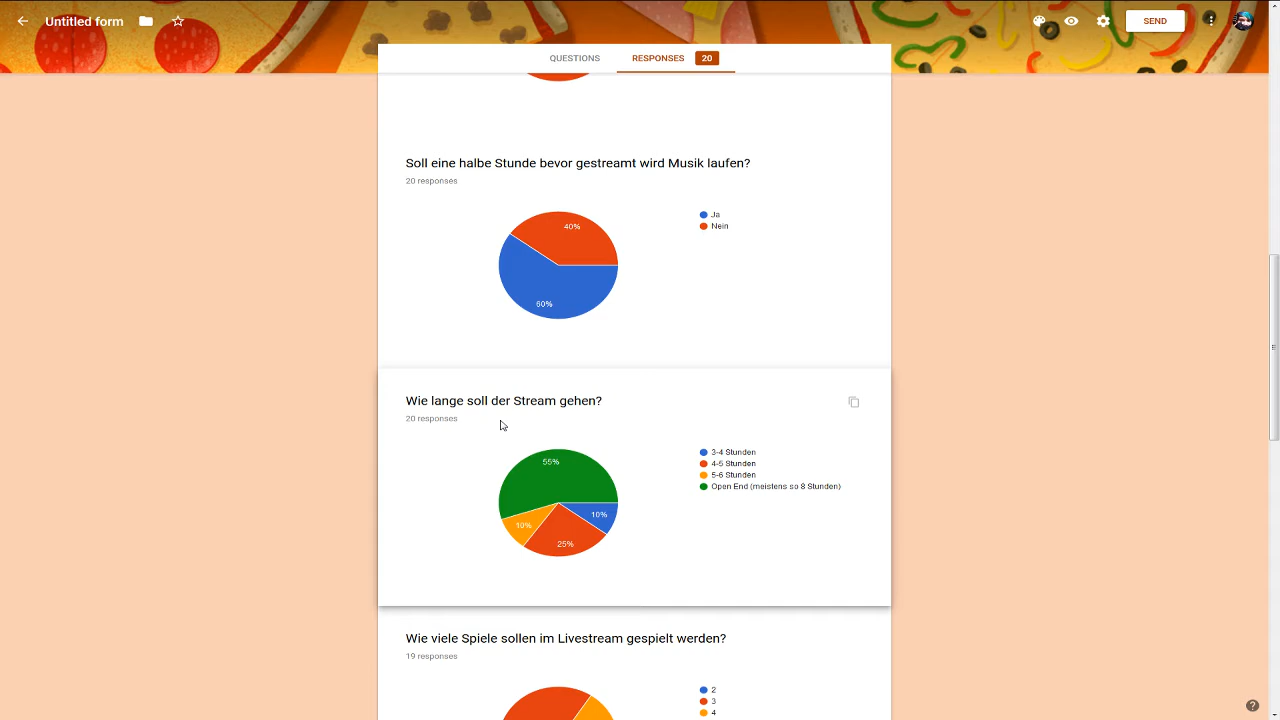 Untitled form
SEND
QUESTIONS
RESPONSES 20
Soll eine halbe Stunde bevor gestreamt wird Musik laufen?
20 responses
40%
60%
Ja
Nein
Wie lange soll der Stream gehen?
20 responses
55%
10%
10%
25%
3-4 Stunden
4-5 Stunden
5-6 Stunden
Open End (meistens so 8 Stunden)
Wie viele Spiele sollen im Livestream gespielt werden?
19 responses
2
3
4